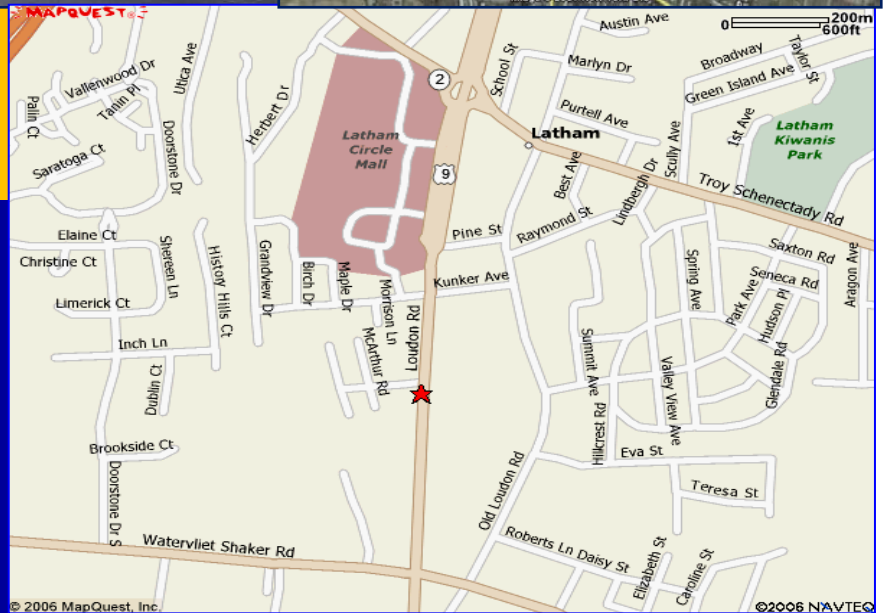 MAPQUEST
Austin Ave
0 200m
600ft
Broadway
Taylor St
Marlyn Dr
School St
Green Island Ave
Utica Ave
Vallenwood Dr
Tanin Pl
Palin Ct
Herbert Dr
2
Purtell Ave
1st Ave
Latham
Kiwanis
Park
Latham
Latham
Circle
Mall
Doorstone Dr
Saratoga Ct
9
Best Ave
Scully Ave
Lindbergh Dr
Troy Schenectady Rd
Raymond St
Pine St
Elaine Ct
Christine Ct
Shereen Ln
History Hills Ct
Grandview Dr
Birch Dr
Maple Dr
Morrison Ln
Kunker Ave
Spring Ave
Saxton Rd
Seneca Rd
Park Ave
Hudson Pl
Aragon Ave
Limerick Ct
Inch Ln
Dublin Ct
Loudon Rd
McArthur Rd
Summit Ave
Valley View Ave
Glendale Rd
Hillcrest Rd
Brookside Ct
Doorstone Dr S
Eva St
Teresa St
Old Loudon Rd
Watervliet Shaker Rd
Roberts Ln Daisy St
Elizabeth St
Caroline St
© 2006 MapQuest, Inc.
©2006 NAVTEQ